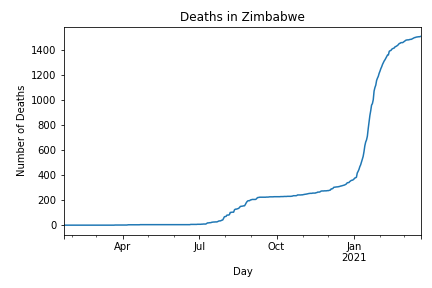 Deaths in Zimbabwe
Number of Deaths
1400
1200
1000
800
600
400
200
0
Apr
Jul
Oct
Jan
2021
Day